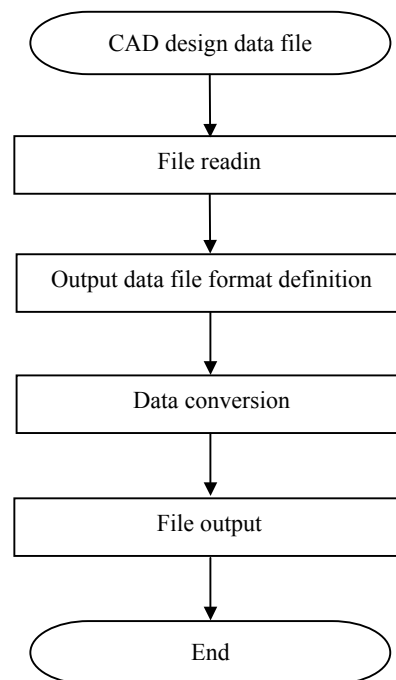 CAD design data file
File readin
Output data file format definition
Data conversion
File output
End